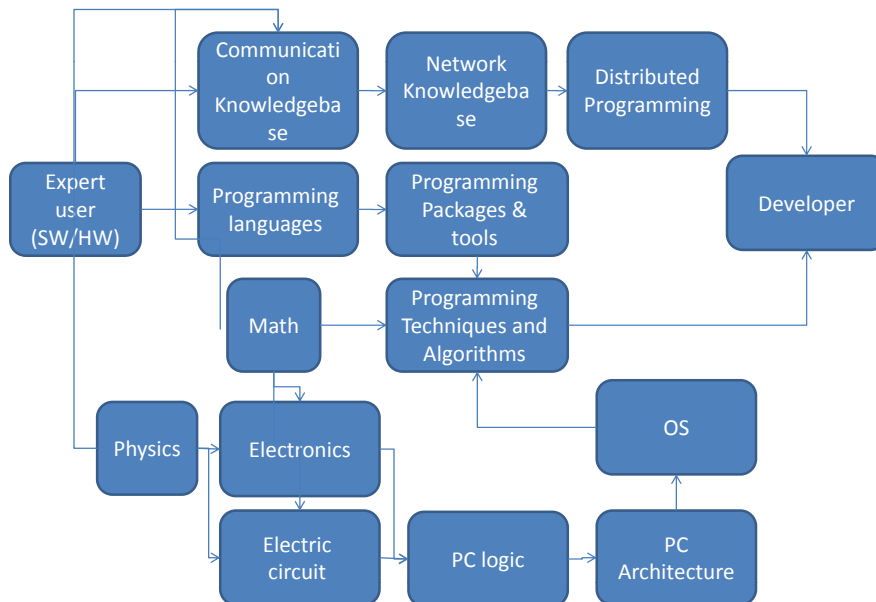 Communicati
on
Knowledgeba
se
Network
Knowledgeba
se
Distributed
Programming
Expert
user
(SW/HW)
Programming
languages
Programming
Packages &
tools
Developer
Math
Programming
Techniques and
Algorithms
Physics
Electronics
OS
Electric
circuit
PC logic
PC
Architecture